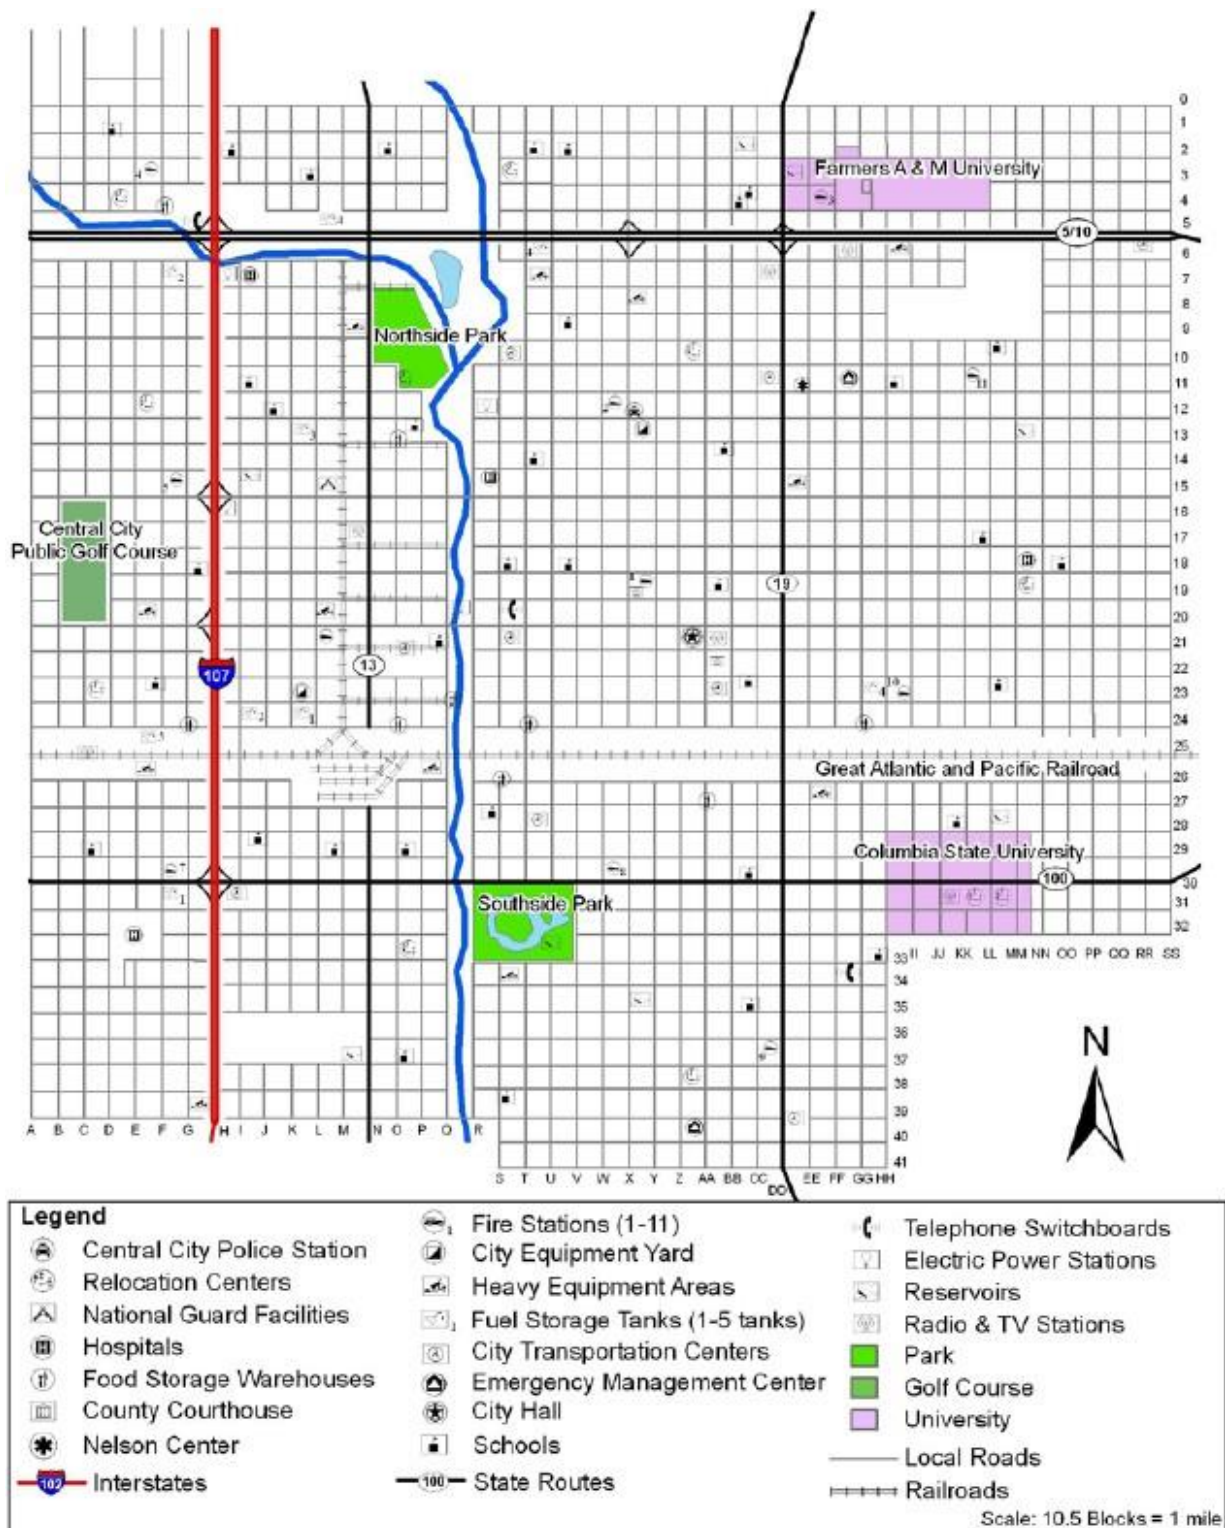 0
1
2
Farmers A & M University
3
4
5
5/10
6
7
8
Northside Park
9
10
11
11
12
13
14
15
16
Central City
Public Golf Course
17
18
19
19
20
21
13
107
22
23
24
25
Great Atlantic and Pacific Railroad
26
27
28
Columbia State University
29
100
30
Southside Park
31
32
33 II JJ KK LL MM NN OO PP QQ RR SS
34
35
36
37
38
39
A B C D E F G H I J K L M N O P Q R
40
41
S T U V W X Y Z AA BB CC DD EE FF GG HH
N
Legend
Central City Police Station
Relocation Centers
National Guard Facilities
Hospitals
Food Storage Warehouses
County Courthouse
Nelson Center
102 Interstates
Fire Stations (1-11)
City Equipment Yard
Heavy Equipment Areas
Fuel Storage Tanks (1-5 tanks)
City Transportation Centers
Emergency Management Center
City Hall
Schools
100 State Routes
Telephone Switchboards
Electric Power Stations
Reservoirs
Radio & TV Stations
Park
Golf Course
University
Local Roads
Railroads
Scale: 10.5 Blocks = 1 mile